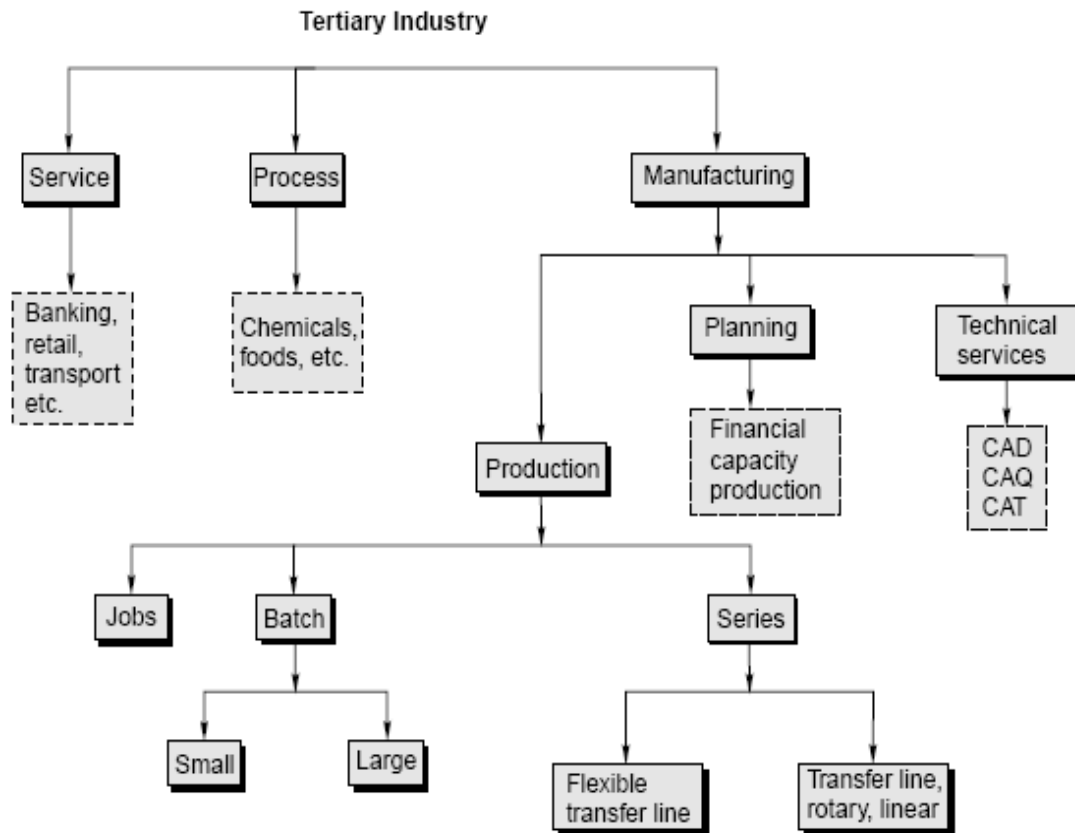 Tertiary Industry
Service
Process
Manufacturing
Banking,
retail,
transport
etc.
Chemicals,
foods, etc.
Planning
Technical
services
Production
Financial
capacity
production
CAD
CAQ
CAT
Jobs
Batch
Series
Small
Large
Flexible
transfer line
Transfer line,
rotary, linear